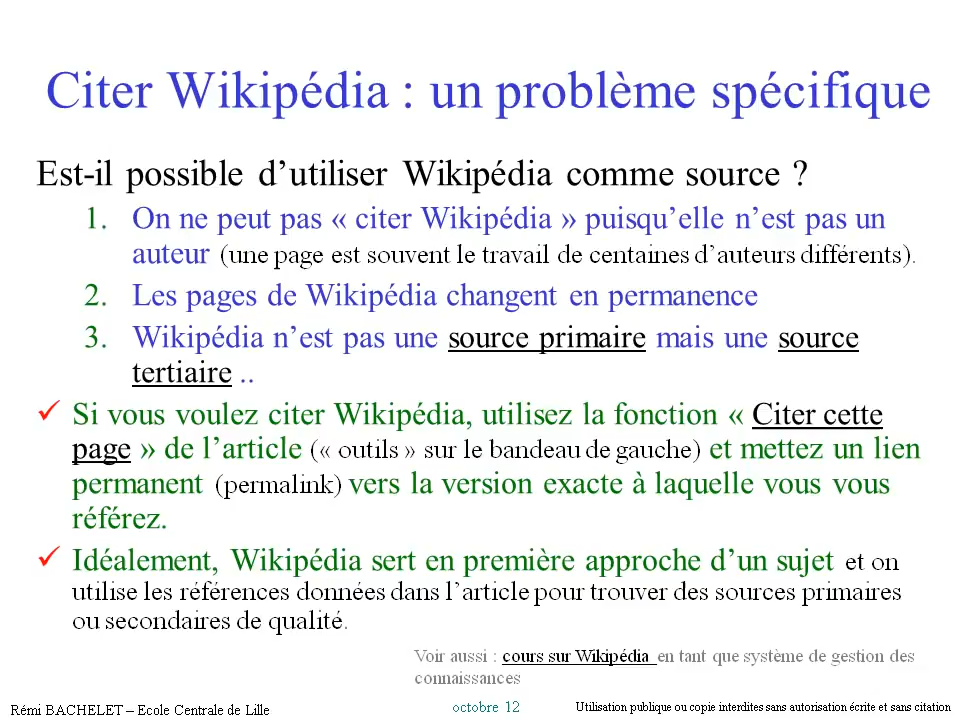 Citer Wikipédia : un problème spécifique
Est-il possible d’utiliser Wikipédia comme source ?
1. On ne peut pas « citer Wikipédia » puisqu’elle n’est pas un
auteur (une page est souvent le travail de centaines d’auteurs différents).
2. Les pages de Wikipédia changent en permanence
3. Wikipédia n’est pas une source primaire mais une source
tertiaire ..
✓ Si vous voulez citer Wikipédia, utilisez la fonction « Citer cette
page » de l’article (« outils » sur le bandeau de gauche) et mettez un lien
permanent (permalink) vers la version exacte à laquelle vous vous
référez.
✓ Idéalement, Wikipédia sert en première approche d’un sujet et on
utilise les références données dans l’article pour trouver des sources primaires
ou secondaires de qualité.
Voir aussi : cours sur Wikipédia en tant que système de gestion des
connaissances
Rémi BACHELET – Ecole Centrale de Lille
octobre 12
Utilisation publique ou copie interdites sans autorisation écrite et sans citation